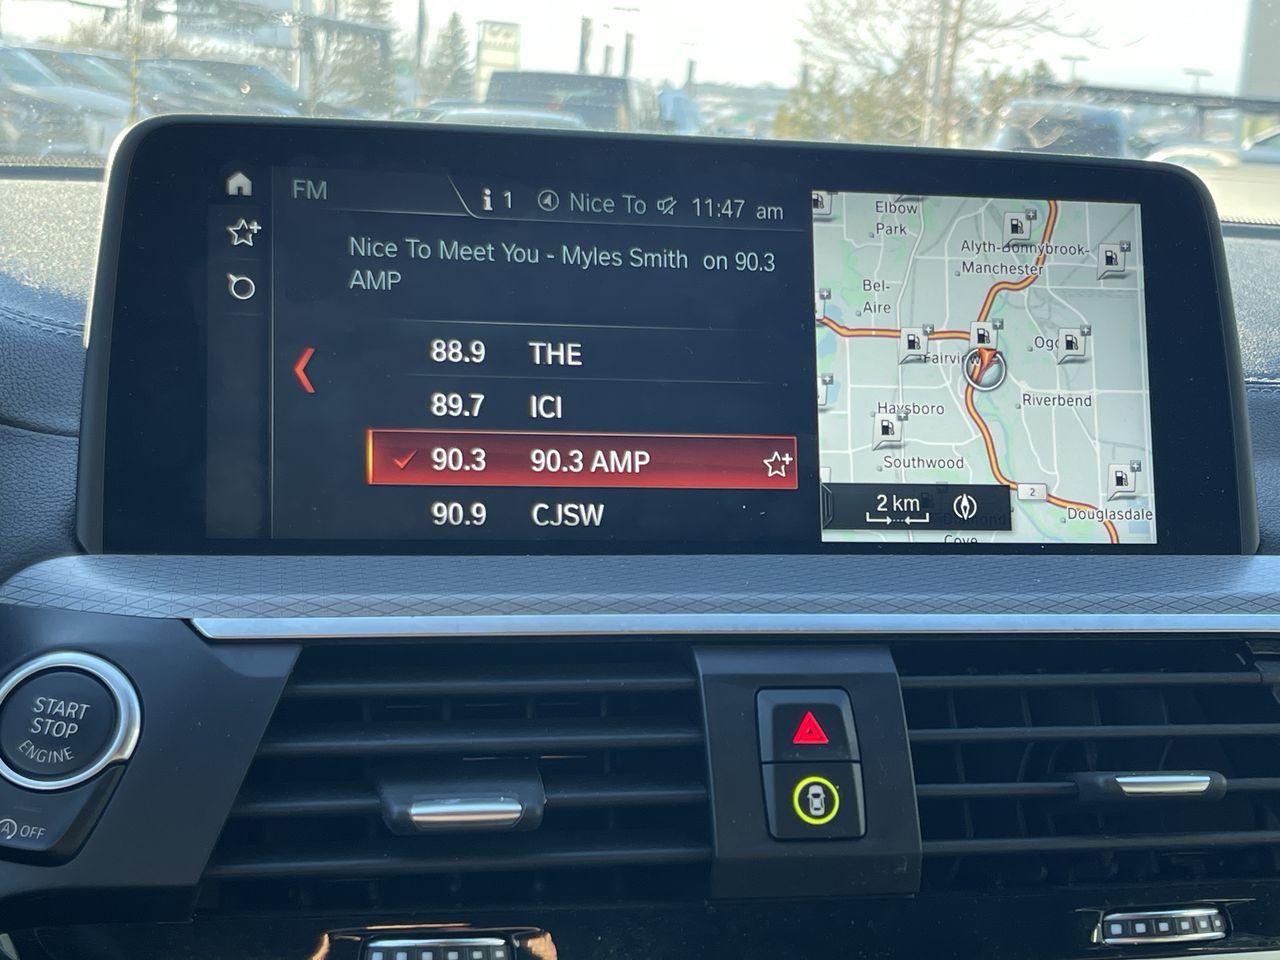 FM
i 1
Nice To
11:47 am
Nice To Meet You - Myles Smith on 90.3
AMP
88.9 THE
89.7 ICI
90.3 90.3 AMP
90.9 CJSW
Elbow
Park
Alyth-Bonnybrook-
Manchester
Bel-
Aire
Fairview
Riverbend
Haysboro
Southwood
2
2 km
Douglasdale
Diamond
Cove
START
STOP
ENGINE
A OFF